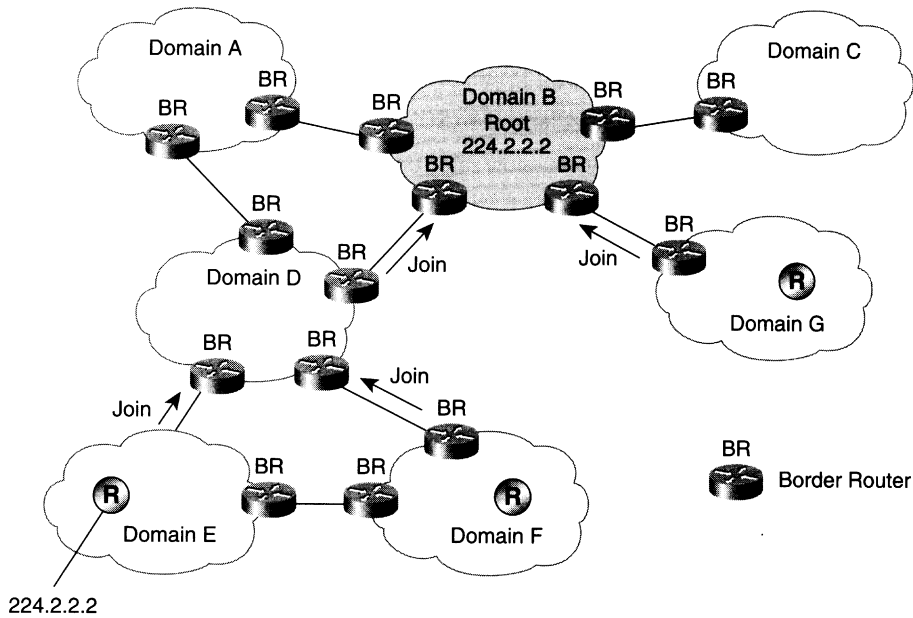 Domain A
BR
BR
BR
Domain B
Root
224.2.2.2
BR
BR
BR
BR
Domain C
BR
Domain D
BR
Join
Join
BR
R
Domain G
BR
BR
Join
Join
BR
R
Domain E
BR
BR
R
Domain F
BR
Border Router
224.2.2.2